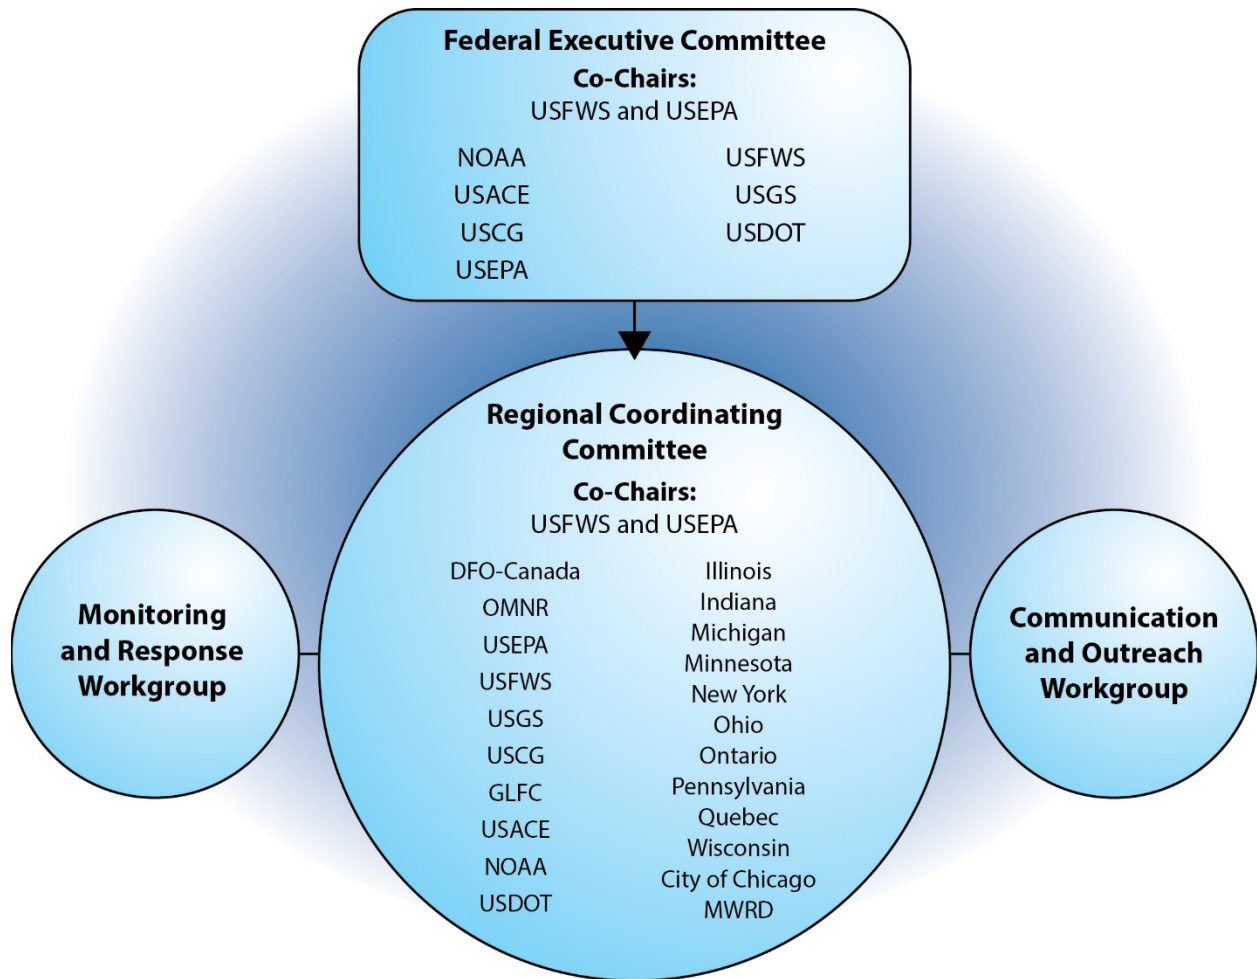 Federal Executive Committee
Co-Chairs:
USFWS and USEPA
NOAA
USACE
USCG
USEPA
USFWS
USGS
USDOT
Regional Coordinating
Committee
Co-Chairs:
USFWS and USEPA
DFO-Canada
OMNR
USEPA
USFWS
USGS
USCG
GLFC
USACE
NOAA
USDOT
Illinois
Indiana
Michigan
Minnesota
New York
Ohio
Ontario
Pennsylvania
Quebec
Wisconsin
City of Chicago
MWRD
Monitoring
and Response
Workgroup
Communication
and Outreach
Workgroup